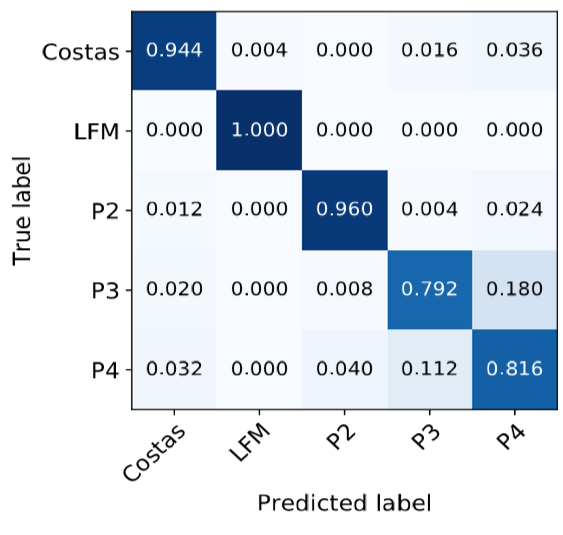 Costas 0.944 0.004 0.000 0.016 0.036
LFM 0.000 1.000 0.000 0.000 0.000
P2 0.012 0.000 0.960 0.004 0.024
P3 0.020 0.000 0.008 0.792 0.180
P4 0.032 0.000 0.040 0.112 0.816
True label
Costas LFM P2 P3 P4
Predicted label